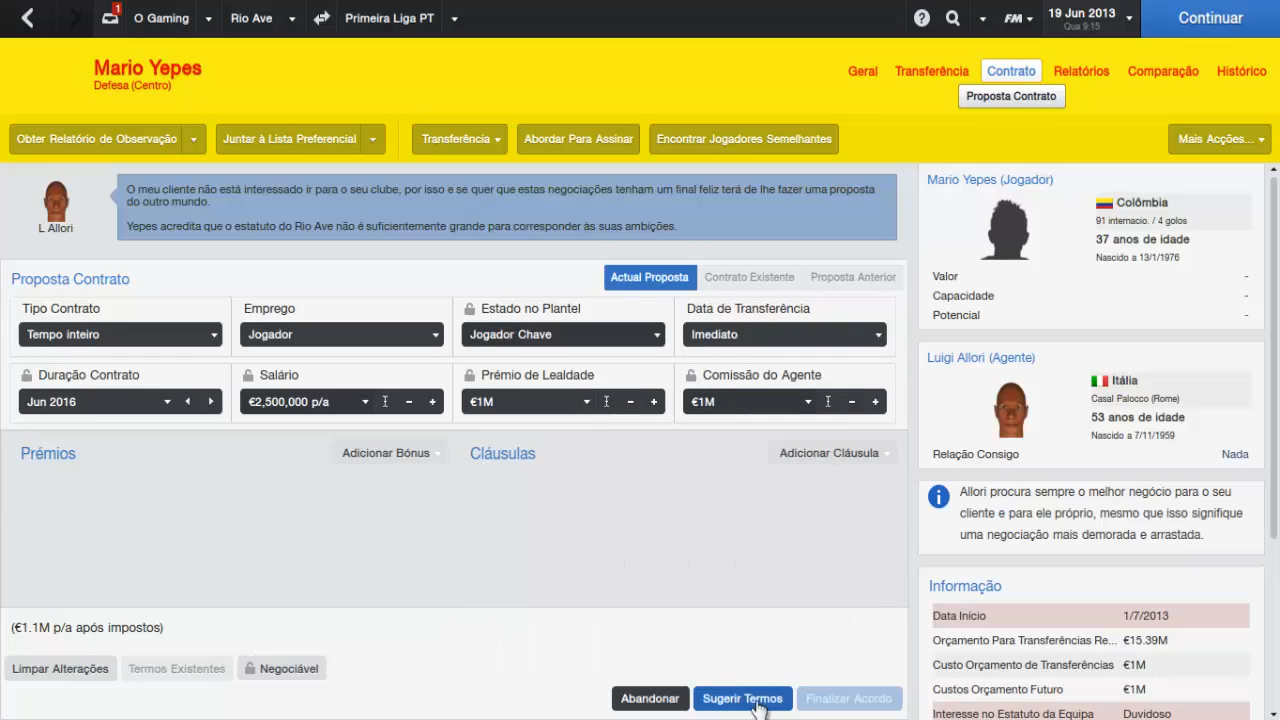 1
O Gaming
Rio Ave
Primeira Liga PT
FM
19 Jun 2013
Qua 9:15
Continuar
Mario Yepes
Defesa (Centro)
Geral
Transferência
Contrato
Relatórios
Comparação
Histórico
Proposta Contrato
Obter Relatório de Observação
Juntar à Lista Preferencial
Transferência
Abordar Para Assinar
Encontrar Jogadores Semelhantes
Mais Acções...
L Allori
O meu cliente não está interessado ir para o seu clube, por isso e se quer que estas negociações tenham um final feliz terá de lhe fazer uma proposta
do outro mundo.
Yepes acredita que o estatuto do Rio Ave não é suficientemente grande para corresponder às suas ambições.
Proposta Contrato
Actual Proposta
Contrato Existente
Proposta Anterior
Tipo Contrato
Emprego
Estado no Plantel
Data de Transferência
Tempo inteiro
Jogador
Jogador Chave
Imediato
Duração Contrato
Salário
Prémio de Lealdade
Comissão do Agente
Jun 2016
€2,500,000 p/a
€1M
€1M
Prémios
Adicionar Bónus
Cláusulas
Adicionar Cláusula
(€1.1M p/a após impostos)
Limpar Alterações
Termos Existentes
Negociável
Abandonar
Sugerir Termos
Finalizar Acordo
Mario Yepes (Jogador)
Colômbia
91 internacio. / 4 golos
37 anos de idade
Nascido a 13/1/1976
Valor -
Capacidade -
Potencial -
Luigi Allori (Agente)
Itália
Casal Palocco (Rome)
53 anos de idade
Nascido a 7/11/1959
Relação Consigo Nada
Allori procura sempre o melhor negócio para o seu
cliente e para ele próprio, mesmo que isso signifique
uma negociação mais demorada e arrastada.
Informação
Data Início 1/7/2013
Orçamento Para Transferências Re... €15.39M
Custo Orçamento de Transferências €1M
Custos Orçamento Futuro €1M
Interesse no Estatuto da Equipa Duvidoso